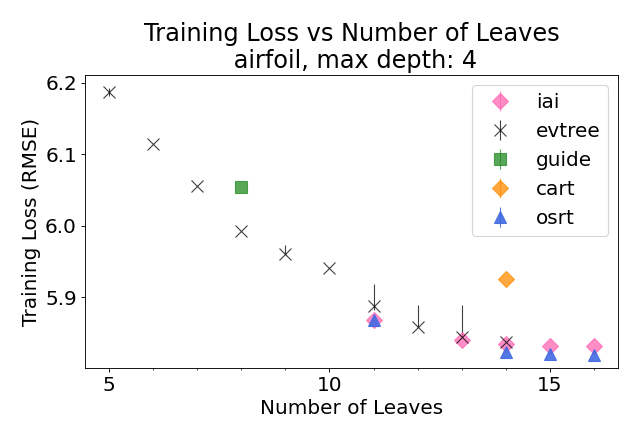 Training Loss vs Number of Leaves
airfoil, max depth: 4
Training Loss (RMSE)
6.2
6.1
6.0
5.9
iai
evtree
guide
cart
osrt
5
10
15
Number of Leaves